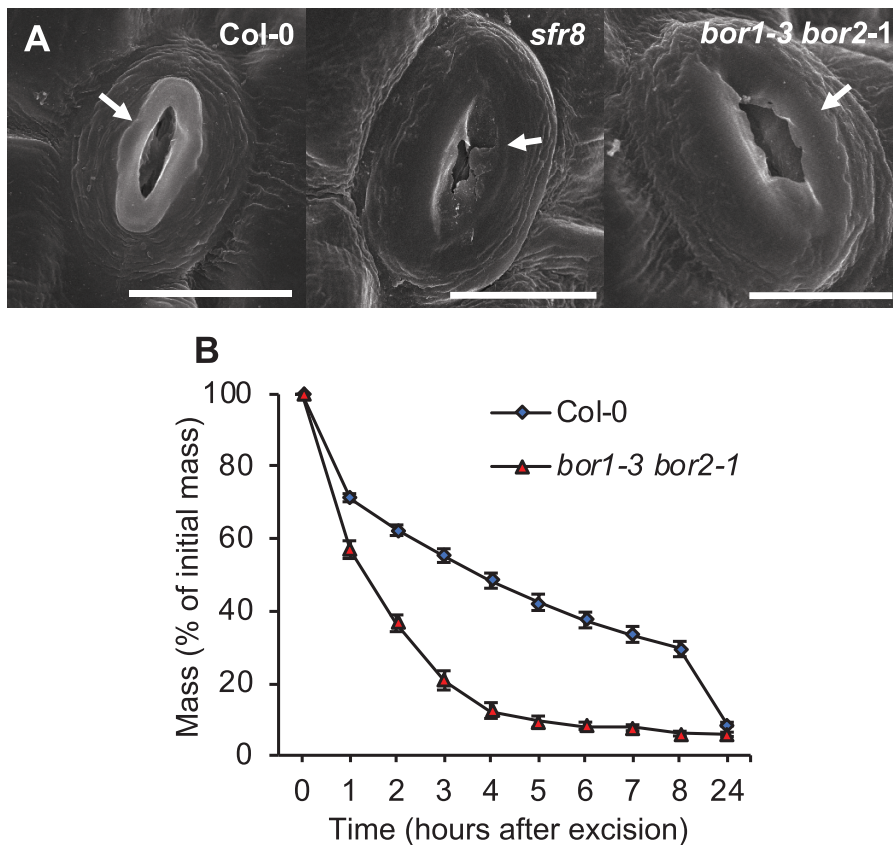 A
Col-0
sfr8
bor1-3 bor2-1
B
Mass (% of initial mass)
100
80
60
40
20
0
Col-0
bor1-3 bor2-1
0 1 2 3 4 5 6 7 8 24
Time (hours after excision)